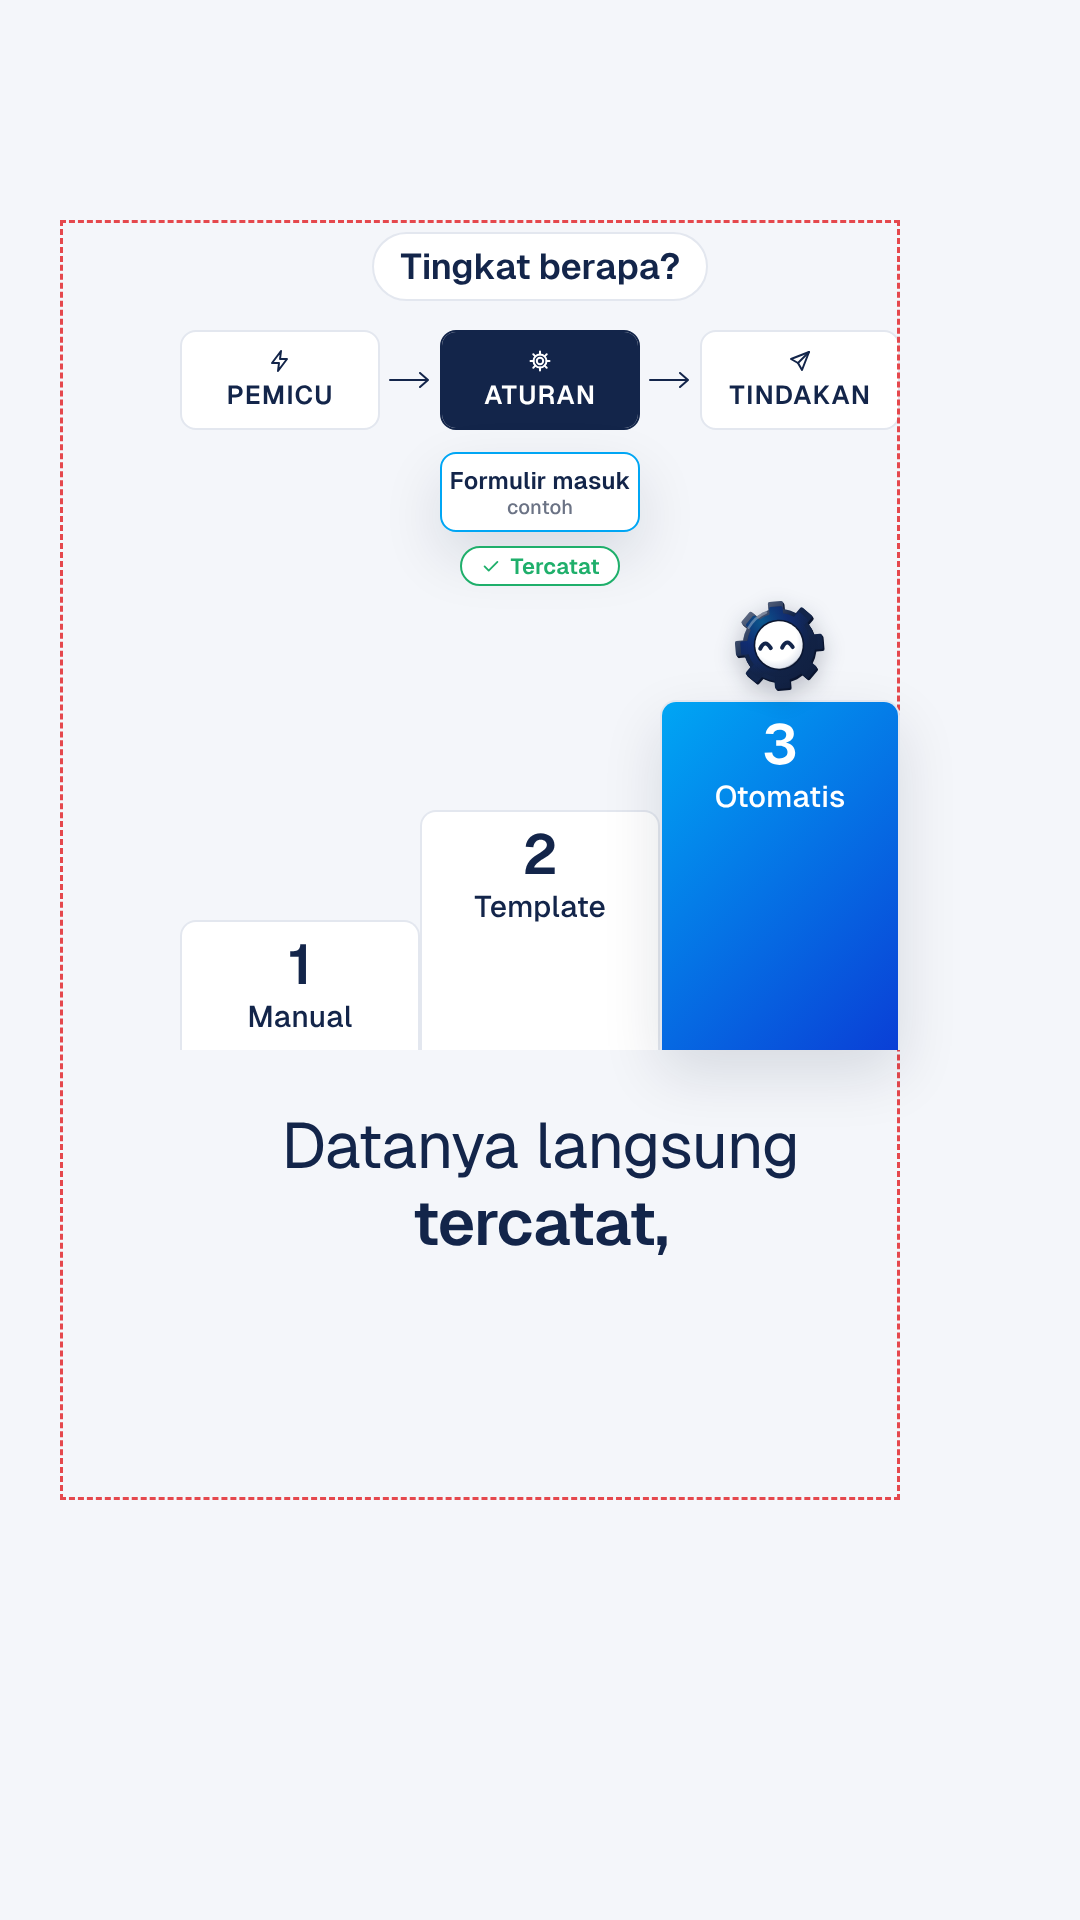 Tingkat berapa?
PEMICU
ATURAN
TINDAKAN
Formulir masuk
contoh
Tercatat
3
Otomatis
2
Template
1
Manual
Datanya langsung
tercatat,